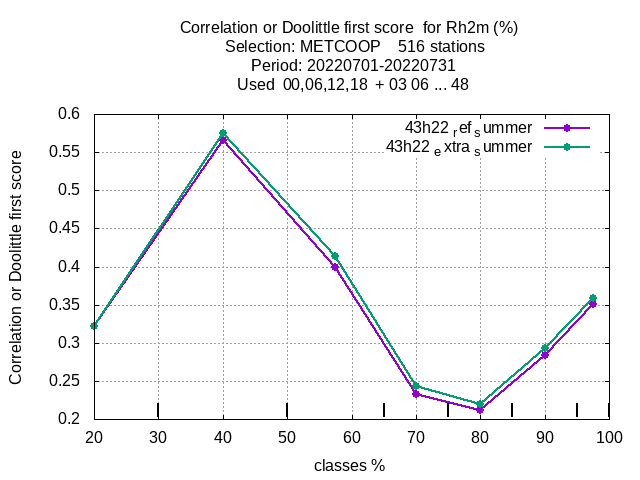 Correlation or Doolittle first score  for Rh2m (%)
Selection: METCOOP    516 stations
Period: 20220701-20220731
Used  00,06,12,18  + 03 06 ... 48
43h22 ref summer
43h22 extra summer
Correlation or Doolittle first score
0.6
0.55
0.5
0.45
0.4
0.35
0.3
0.25
0.2
20 30 40 50 60 70 80 90 100
classes %